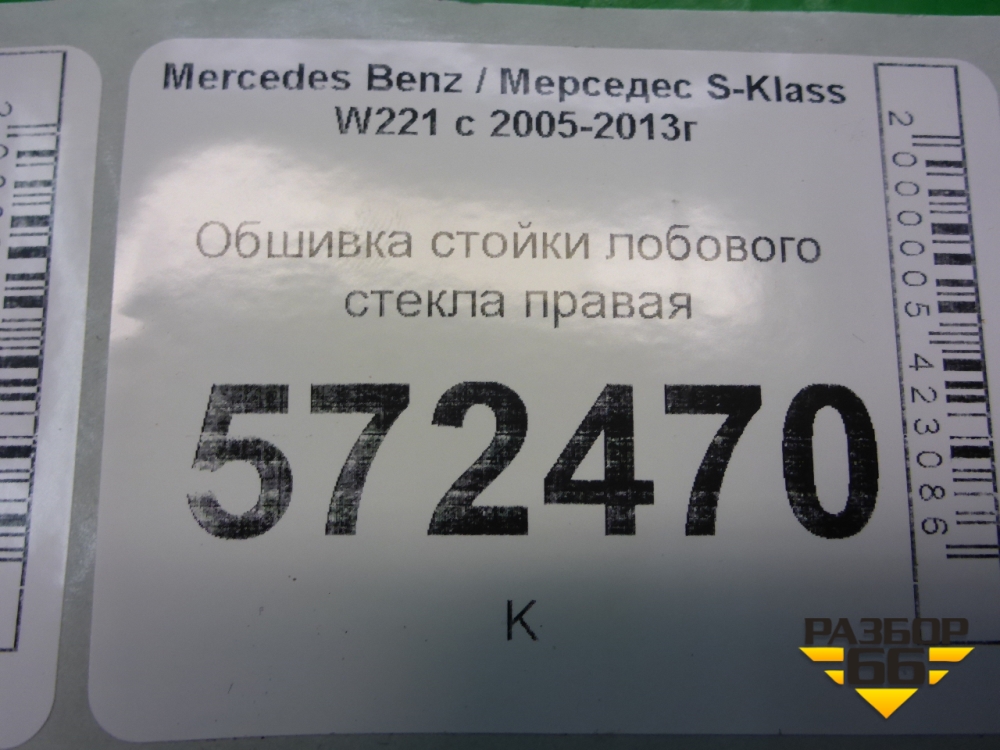 Mercedes Benz / Мерседес S-Klass
W221 с 2005-2013г
Обшивка стойки лобового
стекла правая
572470
К
2000005423086
РАЗБОР
66